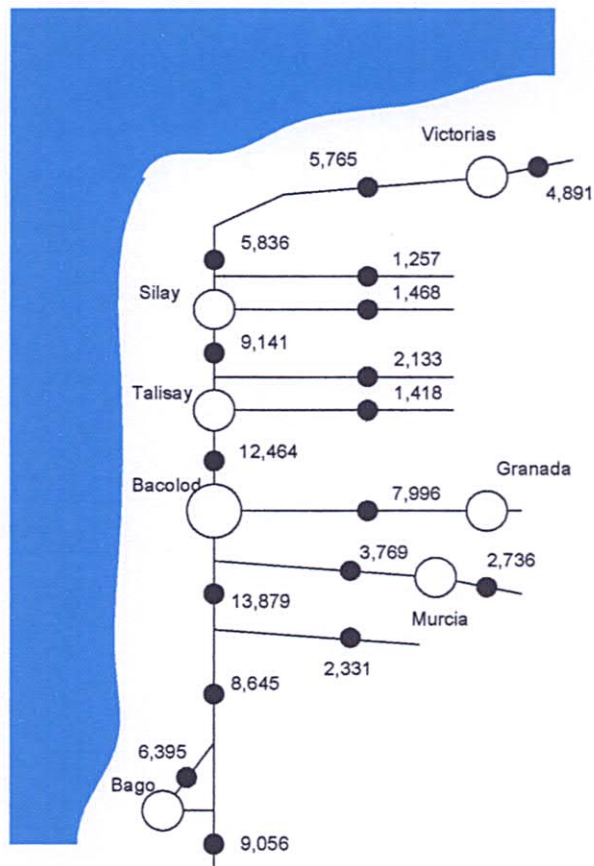 Victorias
5,765
4,891
5,836
1,257
Silay
1,468
9,141
2,133
Talisay
1,418
12,464
Bacolod
7,996
Granada
3,769
2,736
13,879
Murcia
2,331
8,645
6,395
Bago
9,056